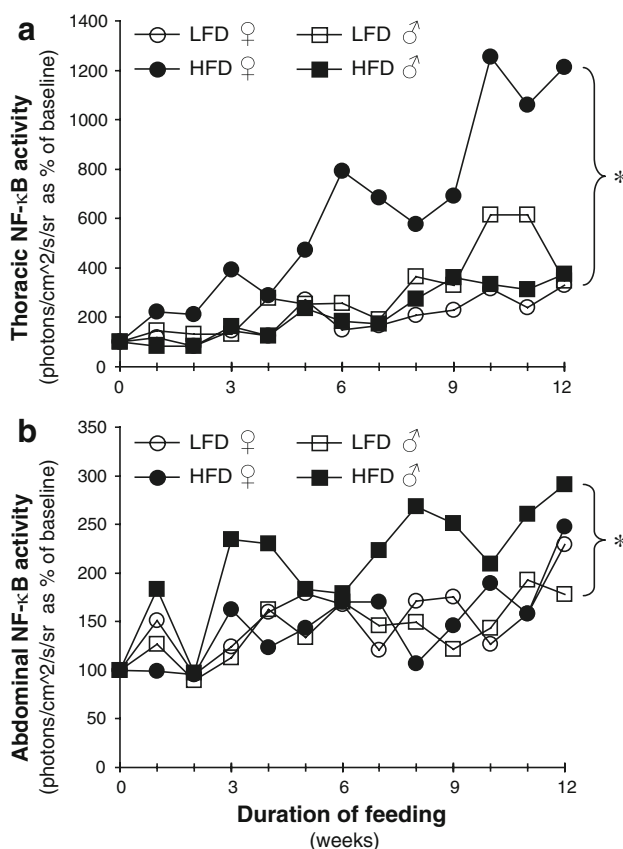 a
LFD ♀
LFD ♂
HFD ♀
HFD ♂
Thoracic NF-κB activity
(photons/cm^2/s/sr as % of baseline)
1400
1200
1000
800
600
400
200
0
*
0 3 6 9 12
b
LFD ♀
LFD ♂
HFD ♀
HFD ♂
Abdominal NF-κB activity
(photons/cm^2/s/sr as % of baseline)
350
300
250
200
150
100
50
0
*
0 3 6 9 12
Duration of feeding
(weeks)